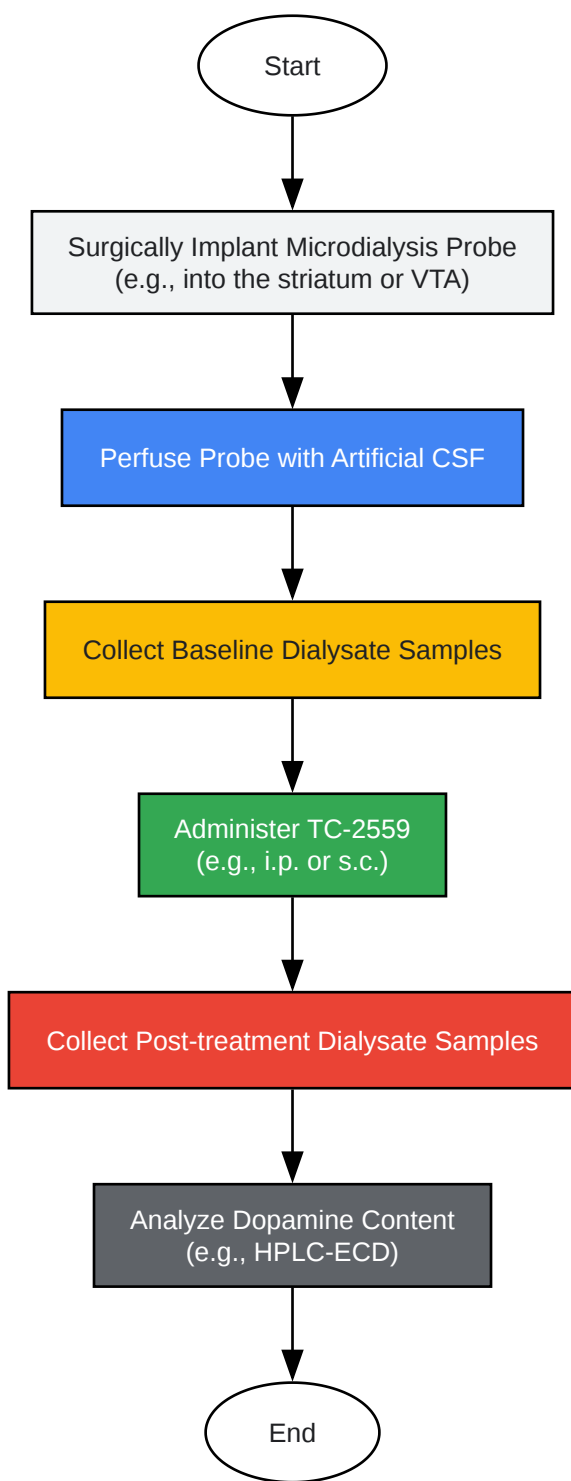 Start
Surgically Implant Microdialysis Probe
(e.g., into the striatum or VTA)
Perfuse Probe with Artificial CSF
Collect Baseline Dialysate Samples
Administer TC-2559
(e.g., i.p. or s.c.)
Collect Post-treatment Dialysate Samples
Analyze Dopamine Content
(e.g., HPLC-ECD)
End